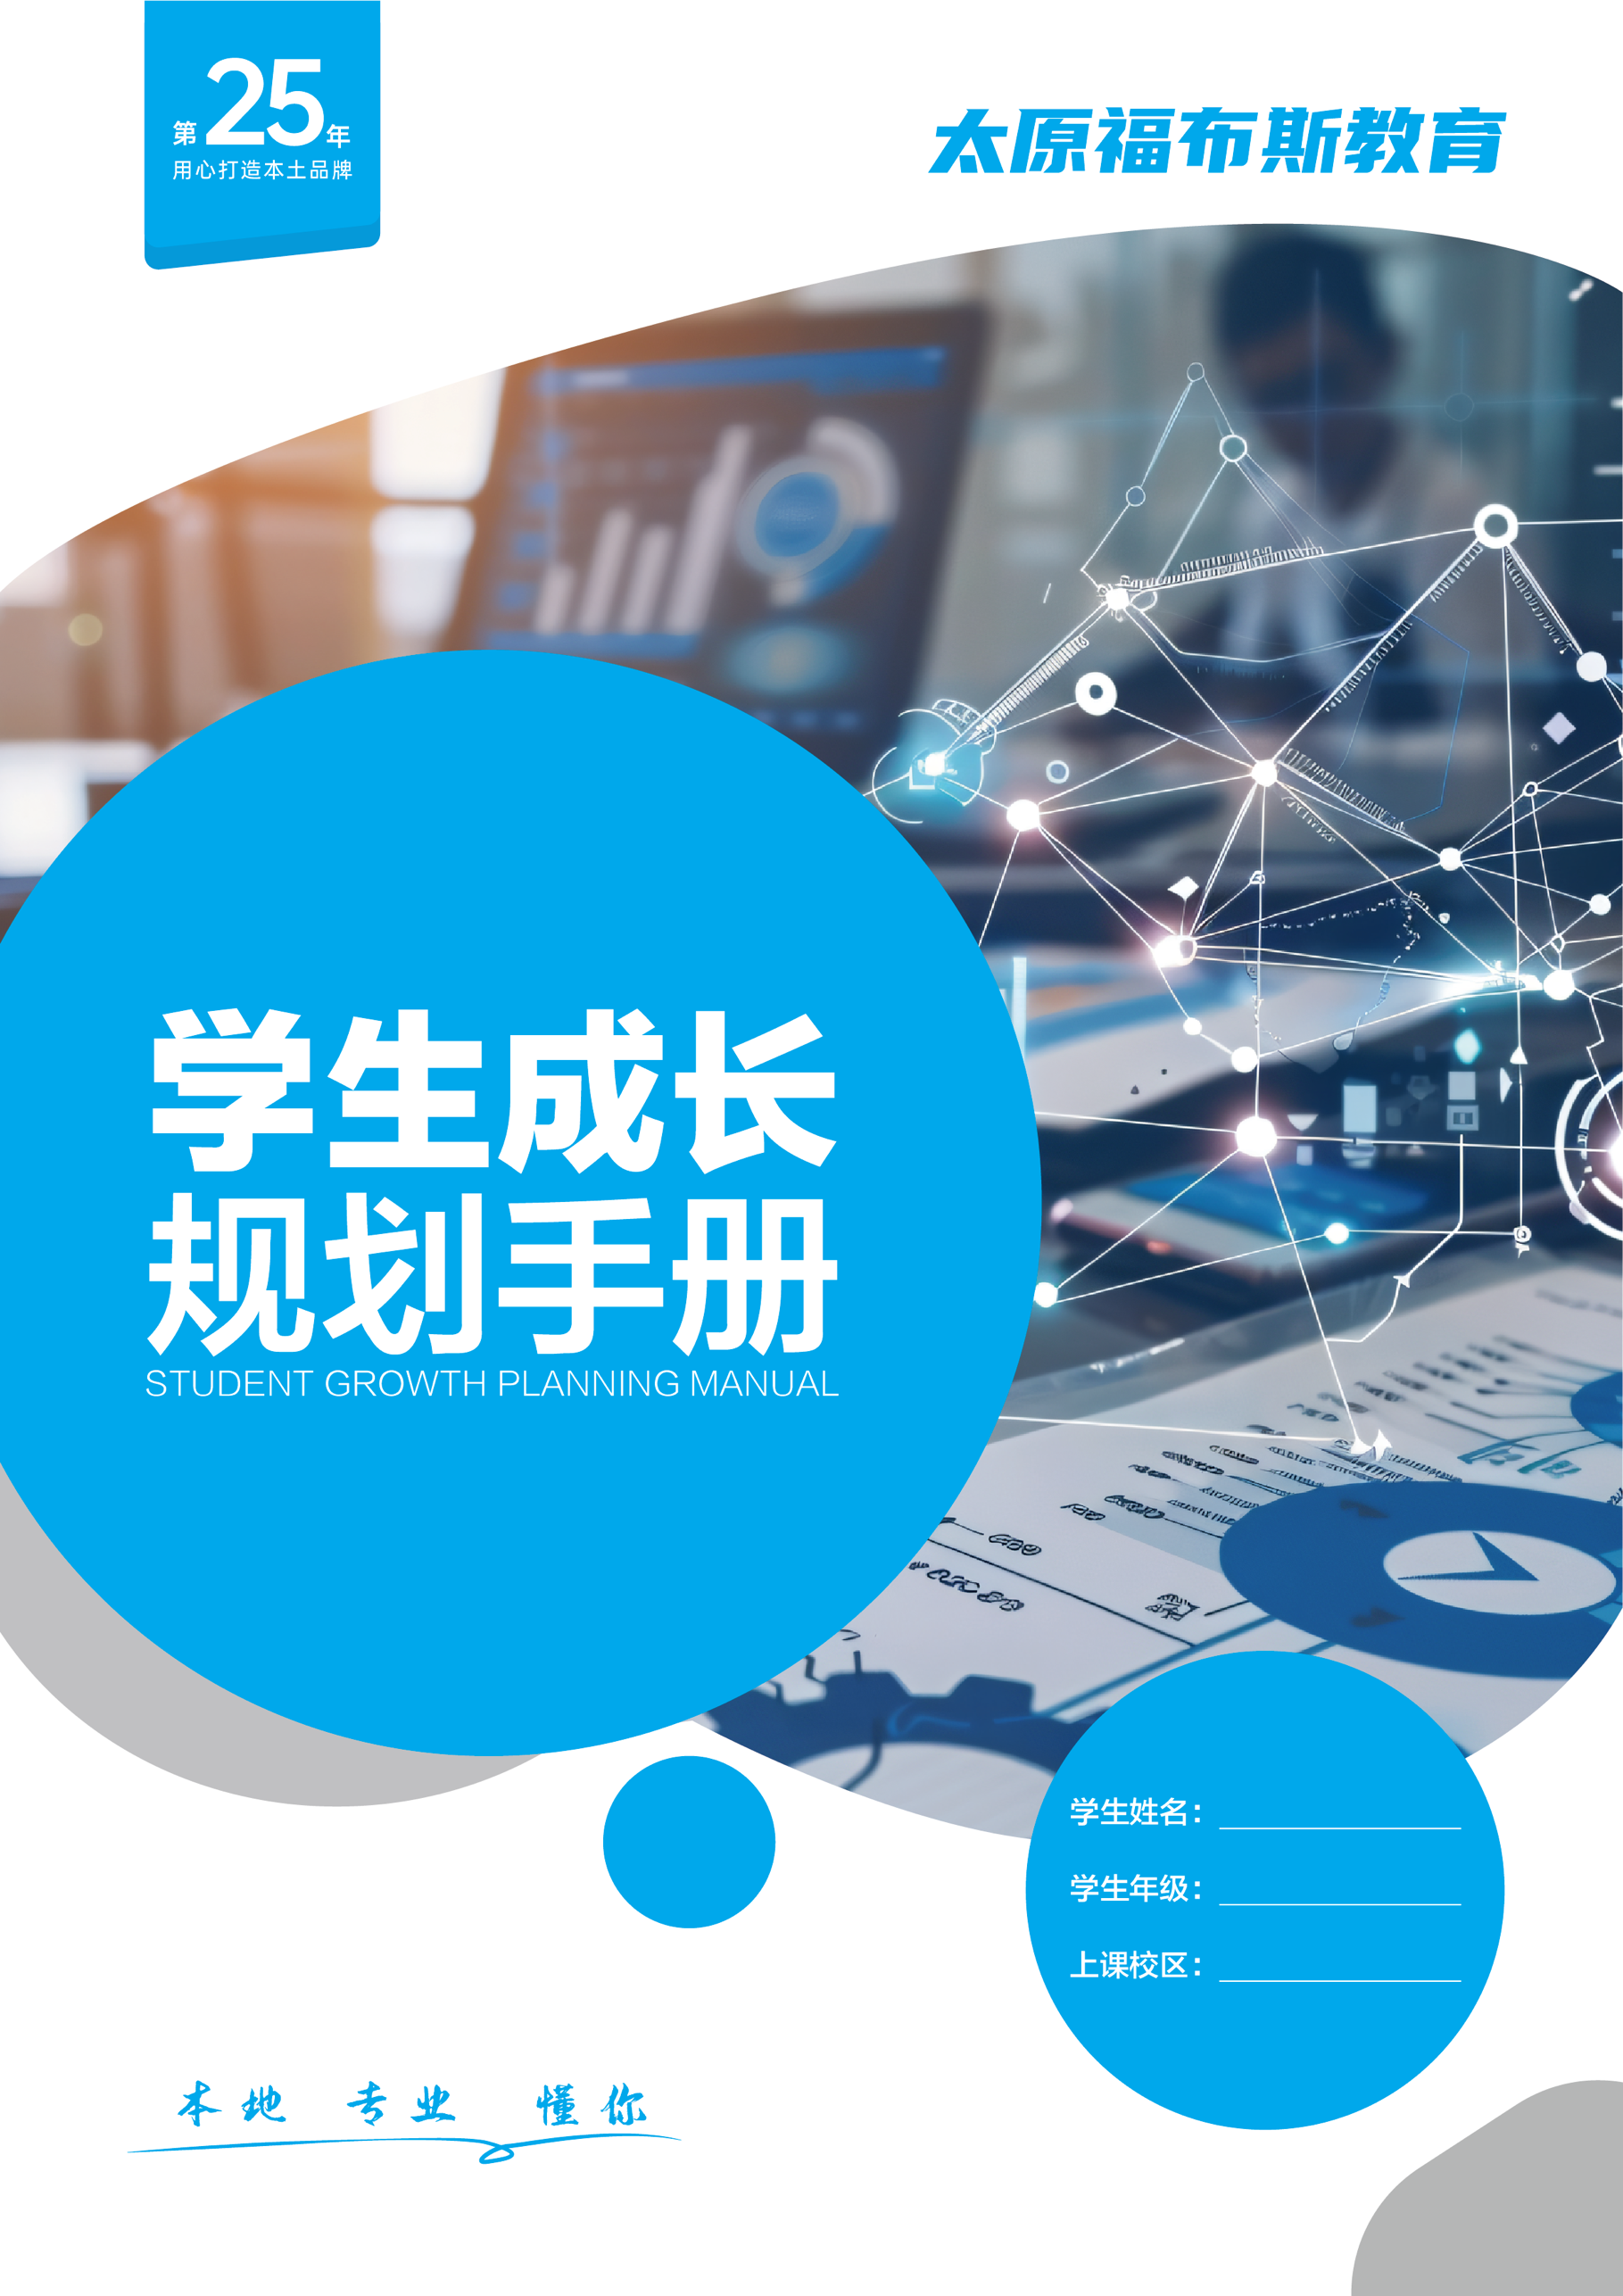 第25年
用心打造本土品牌
太原福布斯教育
学生成长
规划手册
STUDENT GROWTH PLANNING MANUAL
学生姓名：
学生年级：
上课校区：
本地 专业 懂你